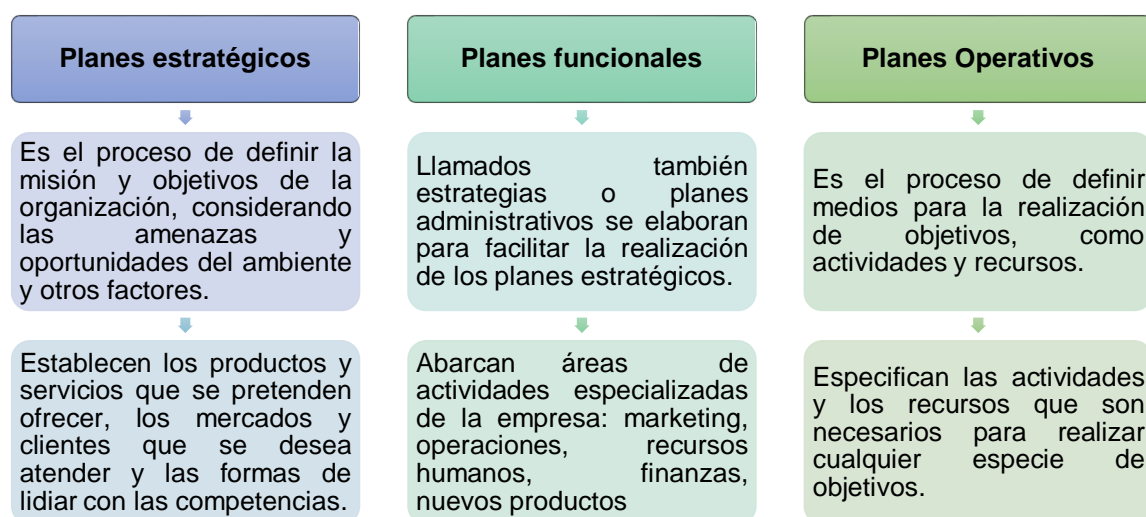 Planes estratégicos
Es el proceso de definir la
misión y objetivos de la
organización, considerando
las amenazas y
oportunidades del ambiente
y otros factores.
Establecen los productos y
servicios que se pretenden
ofrecer, los mercados y
clientes que se desea
atender y las formas de
lidiar con las competencias.
Planes funcionales
Llamados también
estrategias o planes
administrativos se elaboran
para facilitar la realización
de los planes estratégicos.
Abarcan áreas de
actividades especializadas
de la empresa: marketing,
operaciones, recursos
humanos, finanzas,
nuevos productos
Planes Operativos
Es el proceso de definir
medios para la realización
de objetivos, como
actividades y recursos.
Especifican las actividades
y los recursos que son
necesarios para realizar
cualquier especie de
objetivos.